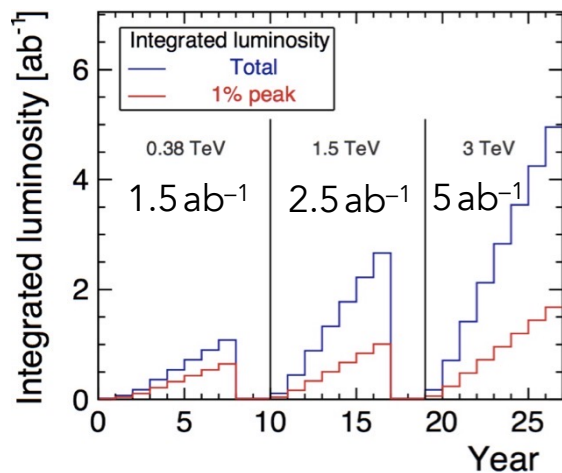 Integrated luminosity [ab⁻¹]
Integrated luminosity
Total
1% peak
0.38 TeV 1.5 TeV 3 TeV
1.5 ab⁻¹ 2.5 ab⁻¹ 5 ab⁻¹
6
4
2
0
0 5 10 15 20 25
Year